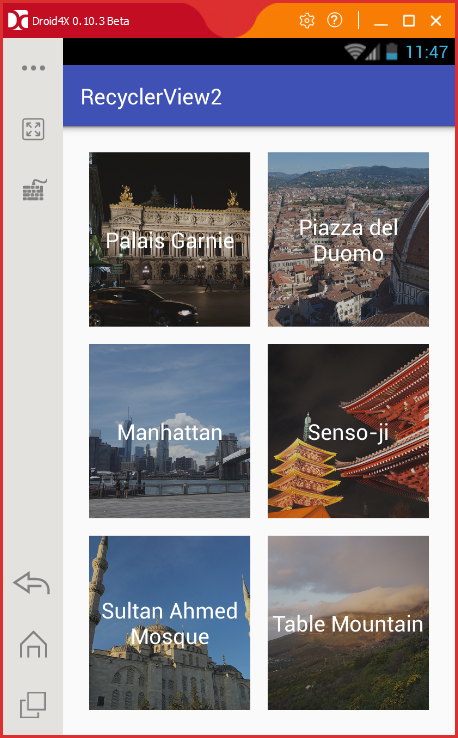 Droid4X 0.10.3 Beta
11:47
RecyclerView2
Palais Garnie
Piazza del
Duomo
Manhattan
Senso-ji
Sultan Ahmed
Mosque
Table Mountain